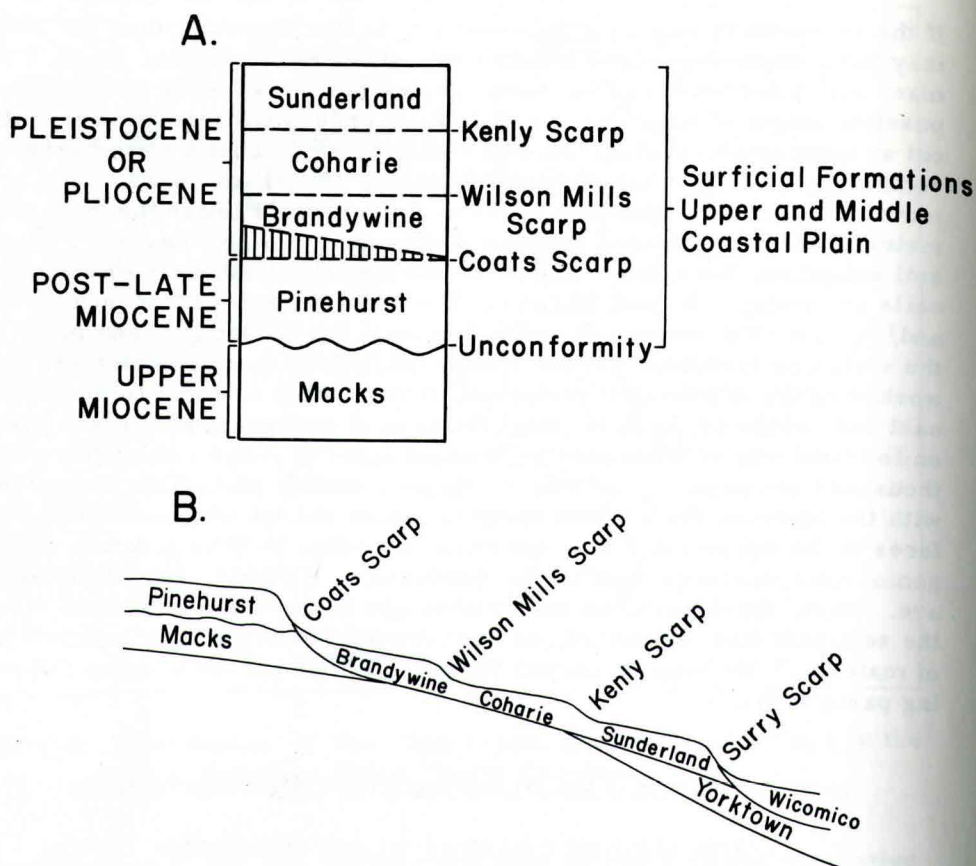 A.
Sunderland
Kenly Scarp
PLEISTOCENE
OR
PLIOCENE
Coharie
Wilson Mills
Scarp
Brandywine
Coats Scarp
POST-LATE
MIOCENE
Pinehurst
Unconformity
UPPER
MIOCENE
Macks
Surficial Formations
Upper and Middle
Coastal Plain
B.
Coats Scarp
Wilson Mills Scarp
Kenly Scarp
Surry Scarp
Pinehurst
Macks
Brandywine
Coharie
Sunderland
Yorktown
Wicomico